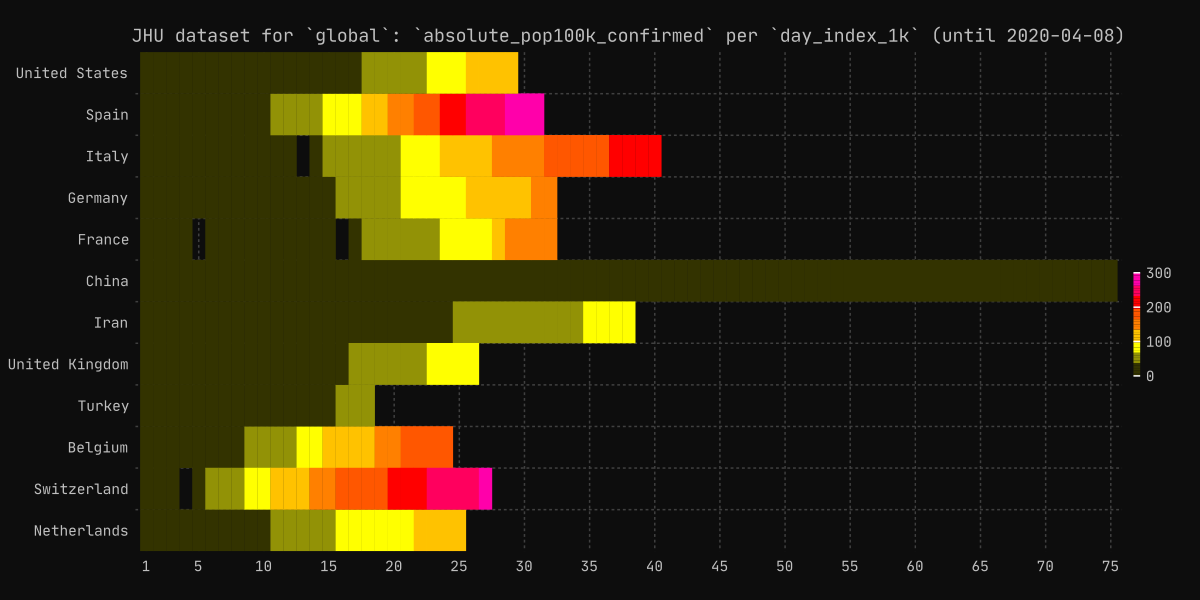 JHU dataset for `global`: `absolute_pop100k_confirmed` per `day_index_1k` (until 2020-04-08)
United States
Spain
Italy
Germany
France
China
Iran
United Kingdom
Turkey
Belgium
Switzerland
Netherlands
1 5 10 15 20 25 30 35 40 45 50 55 60 65 70 75
300
200
100
0